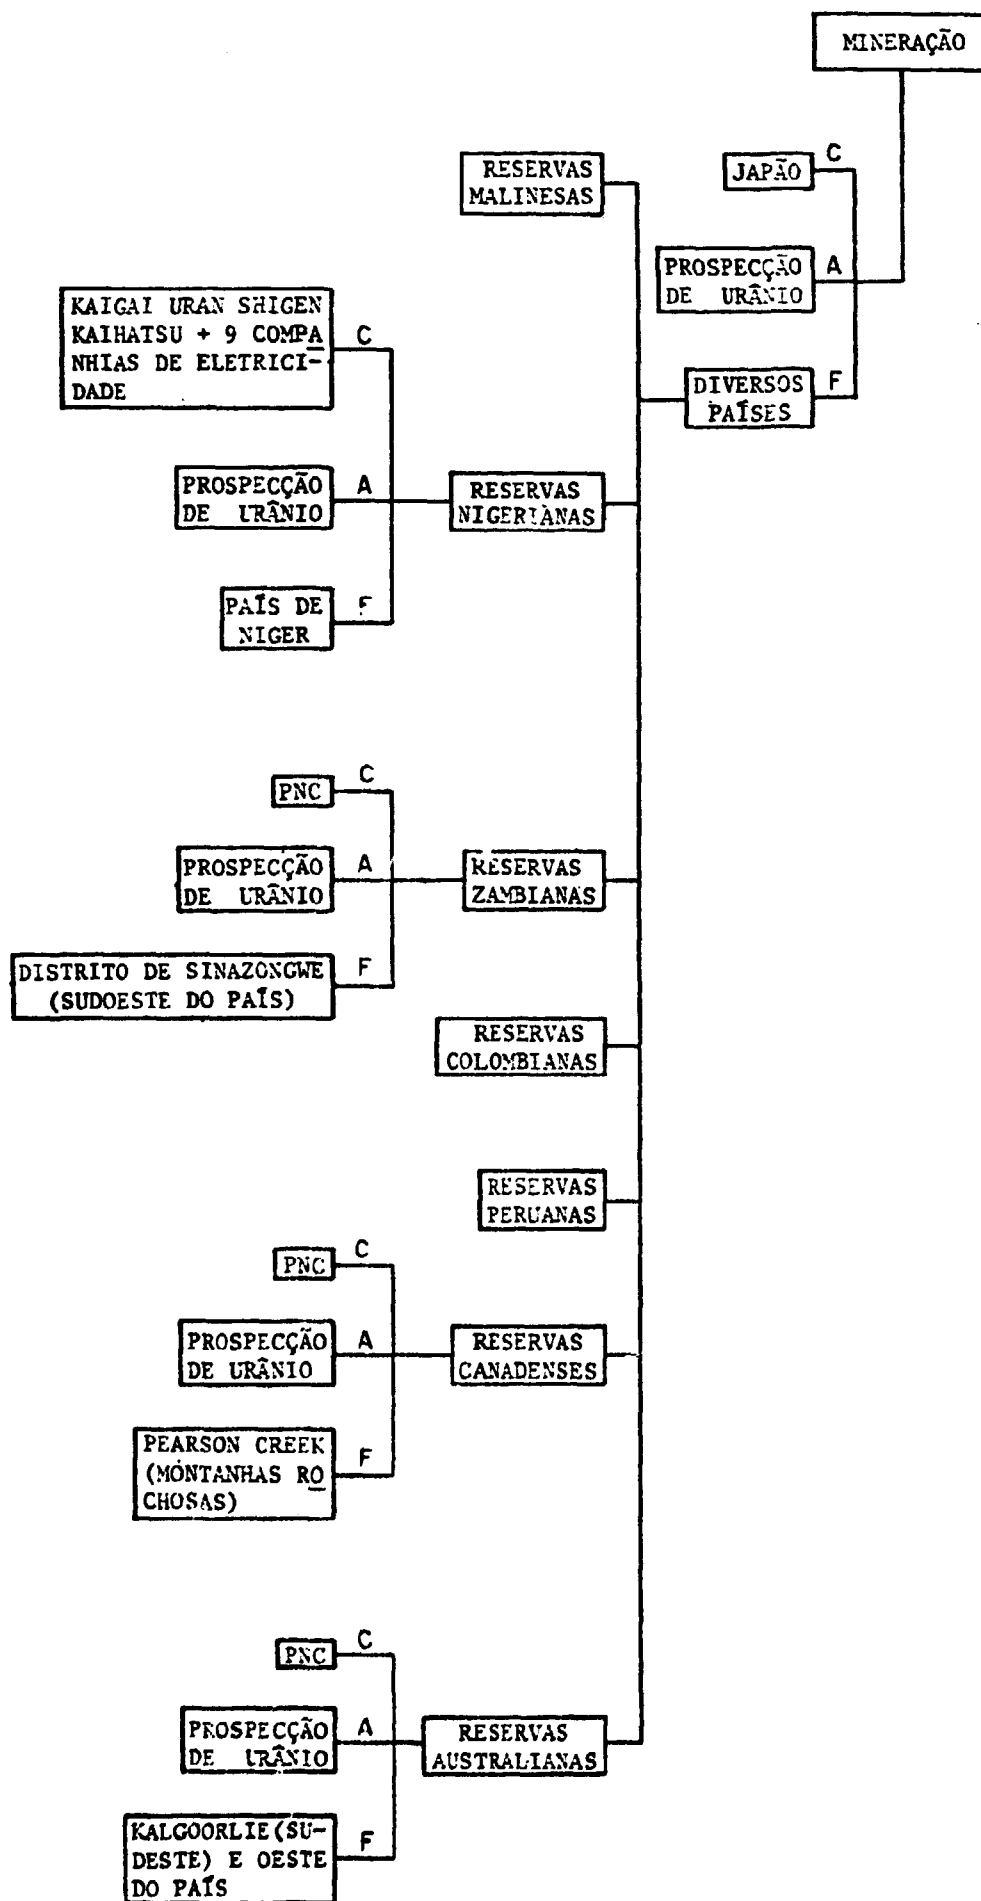 MINERAÇÃO
C
JAPÃO
RESERVAS
MALINESAS
A
PROSPECÇÃO
DE URÂNIO
F
DIVERSOS
PAÍSES
KAIGAI URAN SHIGEN
KAIHATSU + 9 COMPA
NHIAS DE ELETRICI-
DADE
C
PROSPECÇÃO
DE URÂNIO
A
RESERVAS
NIGERIANAS
PAÍS DE
NIGER
F
PNC
C
PROSPECÇÃO
DE URÂNIO
A
RESERVAS
ZAMBIANAS
DISTRITO DE SINAZONGWE
(SUDOESTE DO PAÍS)
F
RESERVAS
COLOMBIANAS
RESERVAS
PERUANAS
PNC
C
PROSPECÇÃO
DE URÂNIO
A
RESERVAS
CANADENSES
PEARSON CREEK
(MONTANHAS RO
CHOSAS)
F
PNC
C
PROSPECÇÃO
DE URÂNIO
A
RESERVAS
AUSTRALIANAS
KALGOORLIE(SU-
DESTE) E OESTE
DO PAÍS
F